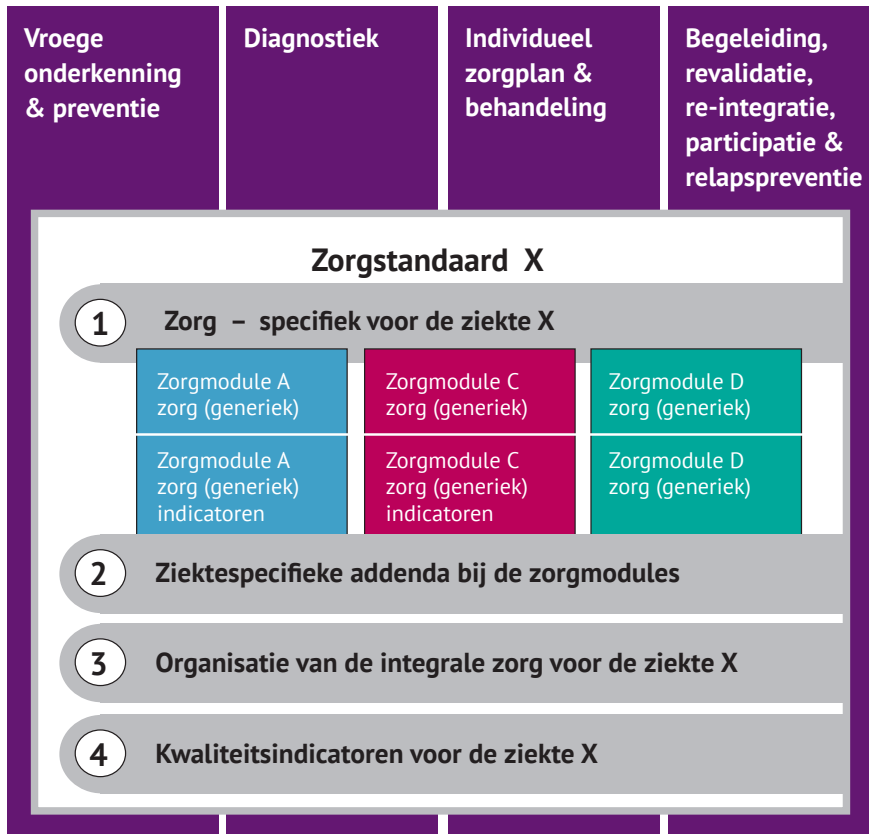 Vroege
onderkenning
& preventie
Diagnostiek
Individueel
zorgplan &
behandeling
Begeleiding,
revalidatie,
re-integratie,
participatie &
relapspreventie
Zorgstandaard X
1 Zorg – specifiek voor de ziekte X
Zorgmodule A
zorg (generiek)
Zorgmodule C
zorg (generiek)
Zorgmodule D
zorg (generiek)
Zorgmodule A
zorg (generiek)
indicatoren
Zorgmodule C
zorg (generiek)
indicatoren
Zorgmodule D
zorg (generiek)
2 Ziektespecifieke addenda bij de zorgmodules
3 Organisatie van de integrale zorg voor de ziekte X
4 Kwaliteitsindicatoren voor de ziekte X